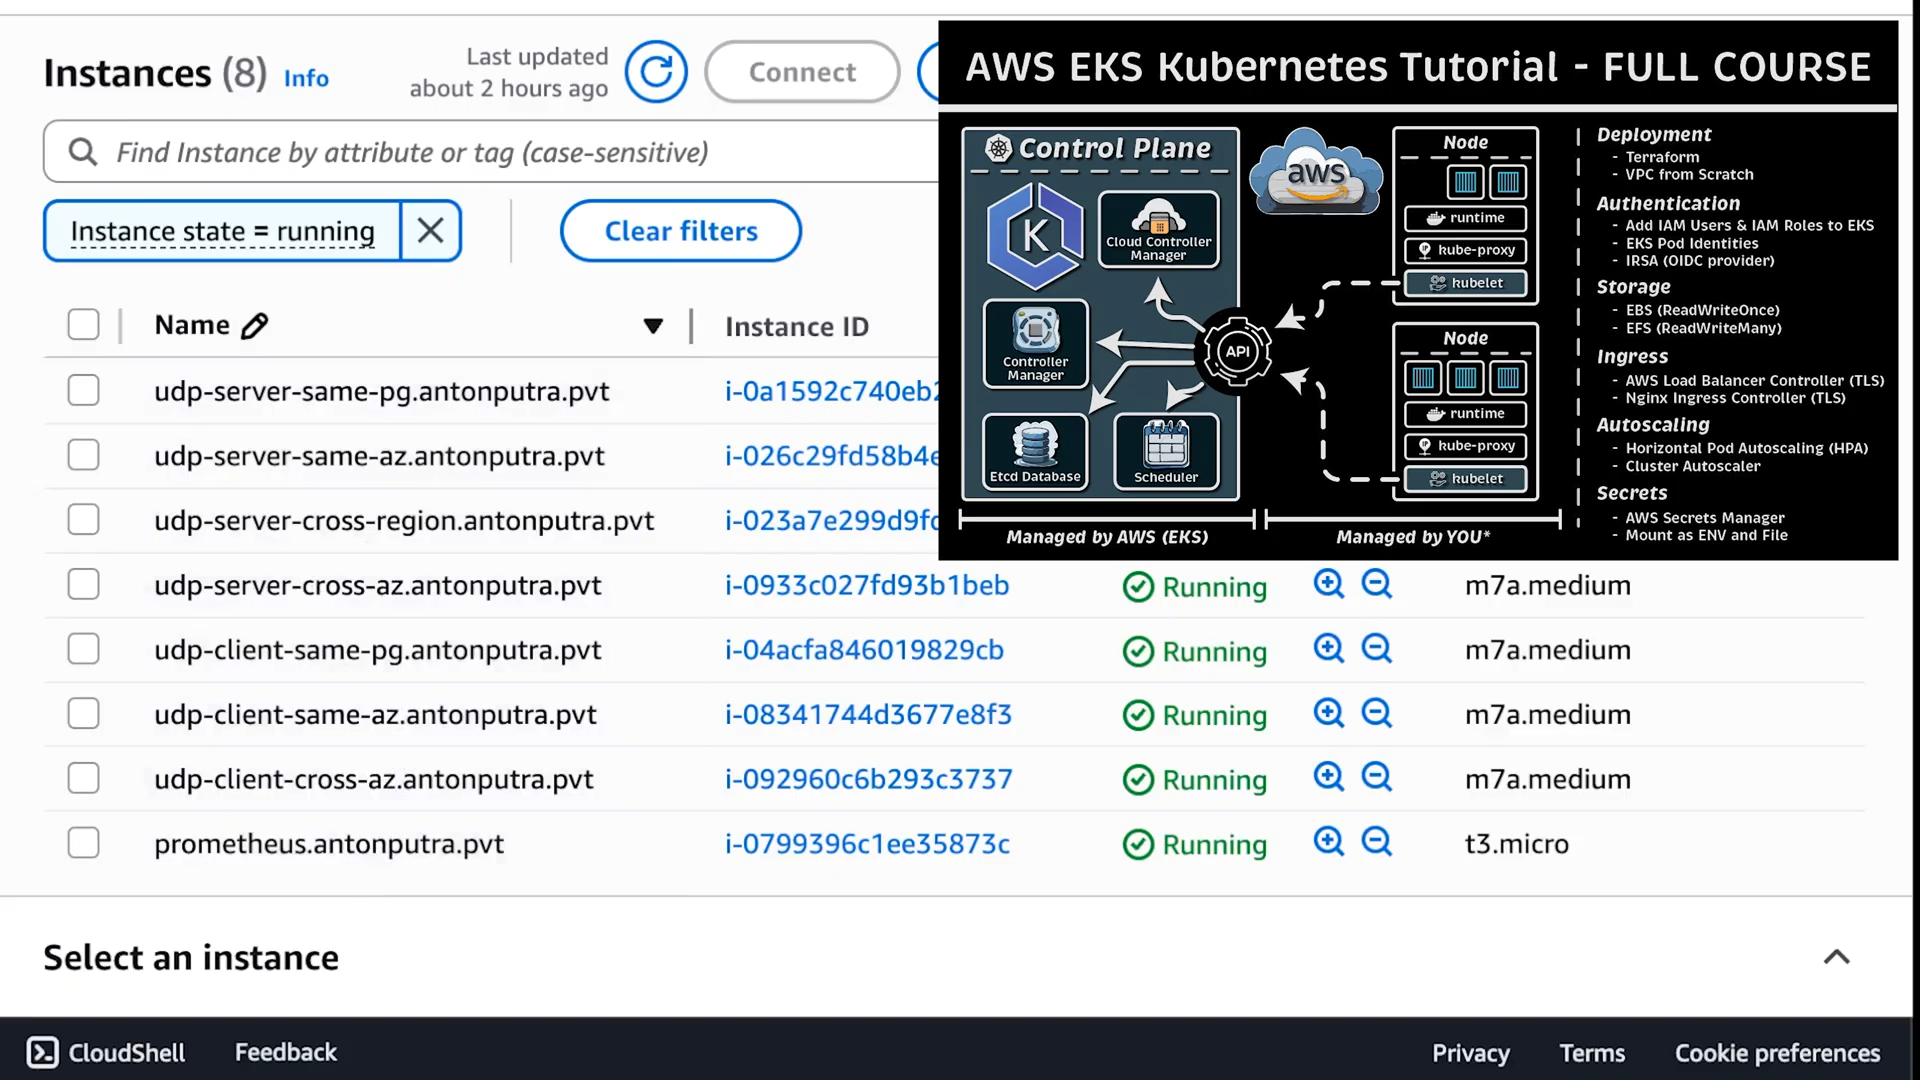 Instances (8) Info
Last updated
about 2 hours ago
Connect
Find Instance by attribute or tag (case-sensitive)
Instance state = running
Clear filters
Name
Instance ID
udp-server-same-pg.antonputra.pvt
udp-server-same-az.antonputra.pvt
udp-server-cross-region.antonputra.pvt
udp-server-cross-az.antonputra.pvt i-0933c027fd93b1beb Running m7a.medium
udp-client-same-pg.antonputra.pvt i-04acfa846019829cb Running m7a.medium
udp-client-same-az.antonputra.pvt i-08341744d3677e8f3 Running m7a.medium
udp-client-cross-az.antonputra.pvt i-092960c6b293c3737 Running m7a.medium
prometheus.antonputra.pvt i-0799396c1ee35873c Running t3.micro
Select an instance
CloudShell Feedback Privacy Terms Cookie preferences
AWS EKS Kubernetes Tutorial - FULL COURSE
Control Plane
K
Cloud Controller
Manager
Controller
Manager
Etcd Database
Scheduler
API
aws
Node
runtime
kube-proxy
kubelet
Node
runtime
kube-proxy
kubelet
Managed by AWS (EKS)
Managed by YOU*
Deployment
- Terraform
- VPC from Scratch
Authentication
- Add IAM Users & IAM Roles to EKS
- EKS Pod Identities
- IRSA (OIDC provider)
Storage
- EBS (ReadWriteOnce)
- EFS (ReadWriteMany)
Ingress
- AWS Load Balancer Controller (TLS)
- Nginx Ingress Controller (TLS)
Autoscaling
- Horizontal Pod Autoscaling (HPA)
- Cluster Autoscaler
Secrets
- AWS Secrets Manager
- Mount as ENV and File